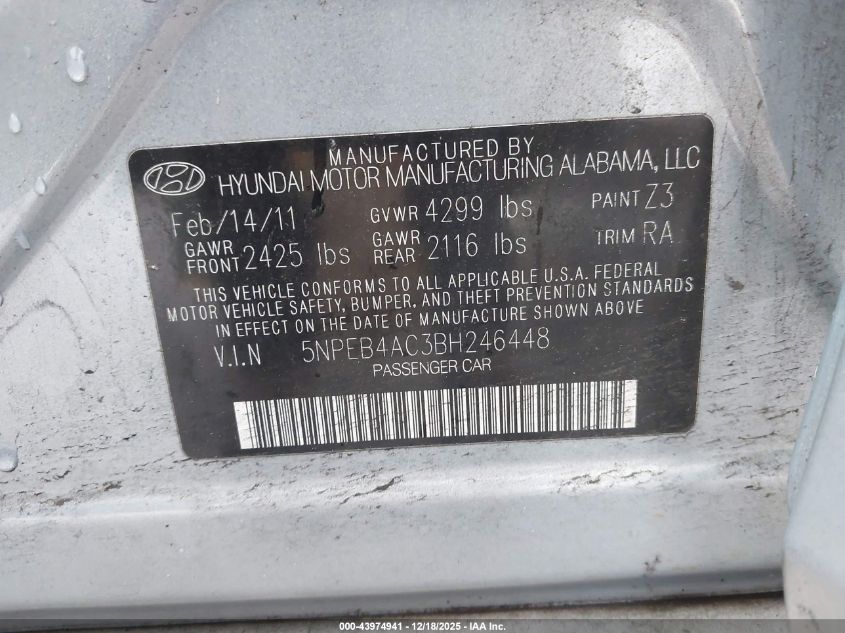 MANUFACTURED BY
HYUNDAI MOTOR MANUFACTURING ALABAMA, LLC
Feb/14/11 GVWR 4299 lbs PAINT Z3
GAWR FRONT 2425 lbs GAWR REAR 2116 lbs TRIM RA
THIS VEHICLE CONFORMS TO ALL APPLICABLE U.S.A. FEDERAL
MOTOR VEHICLE SAFETY, BUMPER, AND THEFT PREVENTION STANDARDS
IN EFFECT ON THE DATE OF MANUFACTURE SHOWN ABOVE
V.I.N 5NPEB4AC3BH246448
PASSENGER CAR
000-43974941 - 12/18/2025 - IAA Inc.